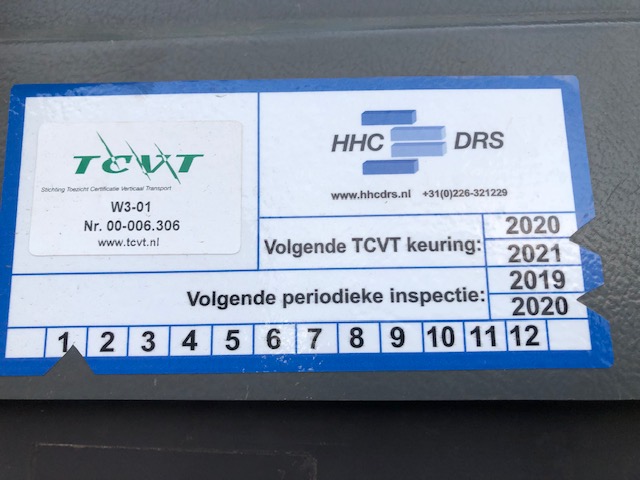 TCVT
Stichting Toezicht Certificatie Verticaal Transport
W3-01
Nr. 00-006.306
www.tcvt.nl
HHC DRS
www.hhcdrs.nl +31(0)226-321229
Volgende TCVT keuring:
2020
2021
Volgende periodieke inspectie:
2019
2020
1 2 3 4 5 6 7 8 9 10 11 12